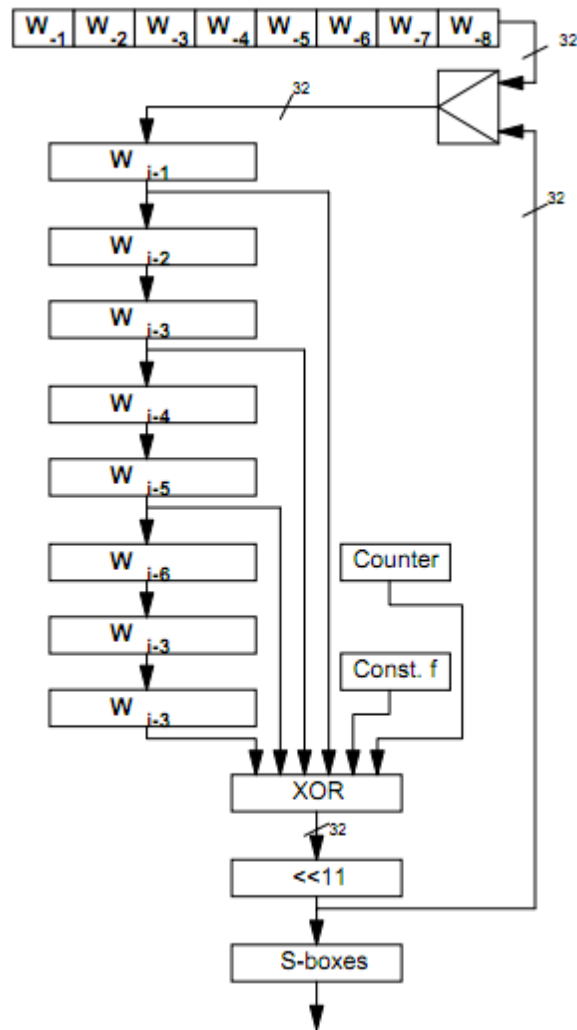 W-1 W-2 W-3 W-4 W-5 W-6 W-7 W-8
32
32
W i-1
32
W i-2
W i-3
W i-4
W i-5
W i-6
Counter
W i-3
Const. f
W i-3
XOR
32
<<11
S-boxes